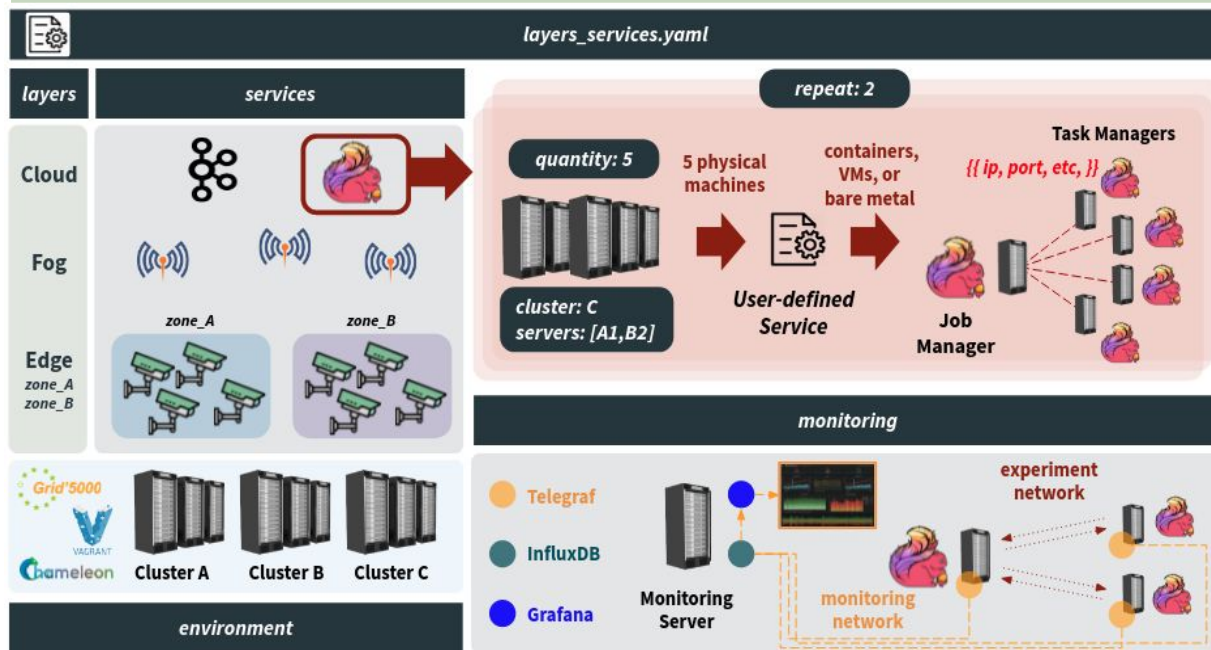 layers_services.yaml
layers
services
Cloud
Fog
Edge
zone_A
zone_B
zone_A
zone_B
repeat: 2
quantity: 5
cluster: C
servers: [A1,B2]
5 physical
machines
User-defined
Service
containers,
VMs, or
bare metal
Job
Manager
Task Managers
{{ ip, port, etc, }}
Grid'5000
VAGRANT
Chameleon
Cluster A
Cluster B
Cluster C
environment
monitoring
Telegraf
InfluxDB
Grafana
Monitoring
Server
monitoring
network
experiment
network